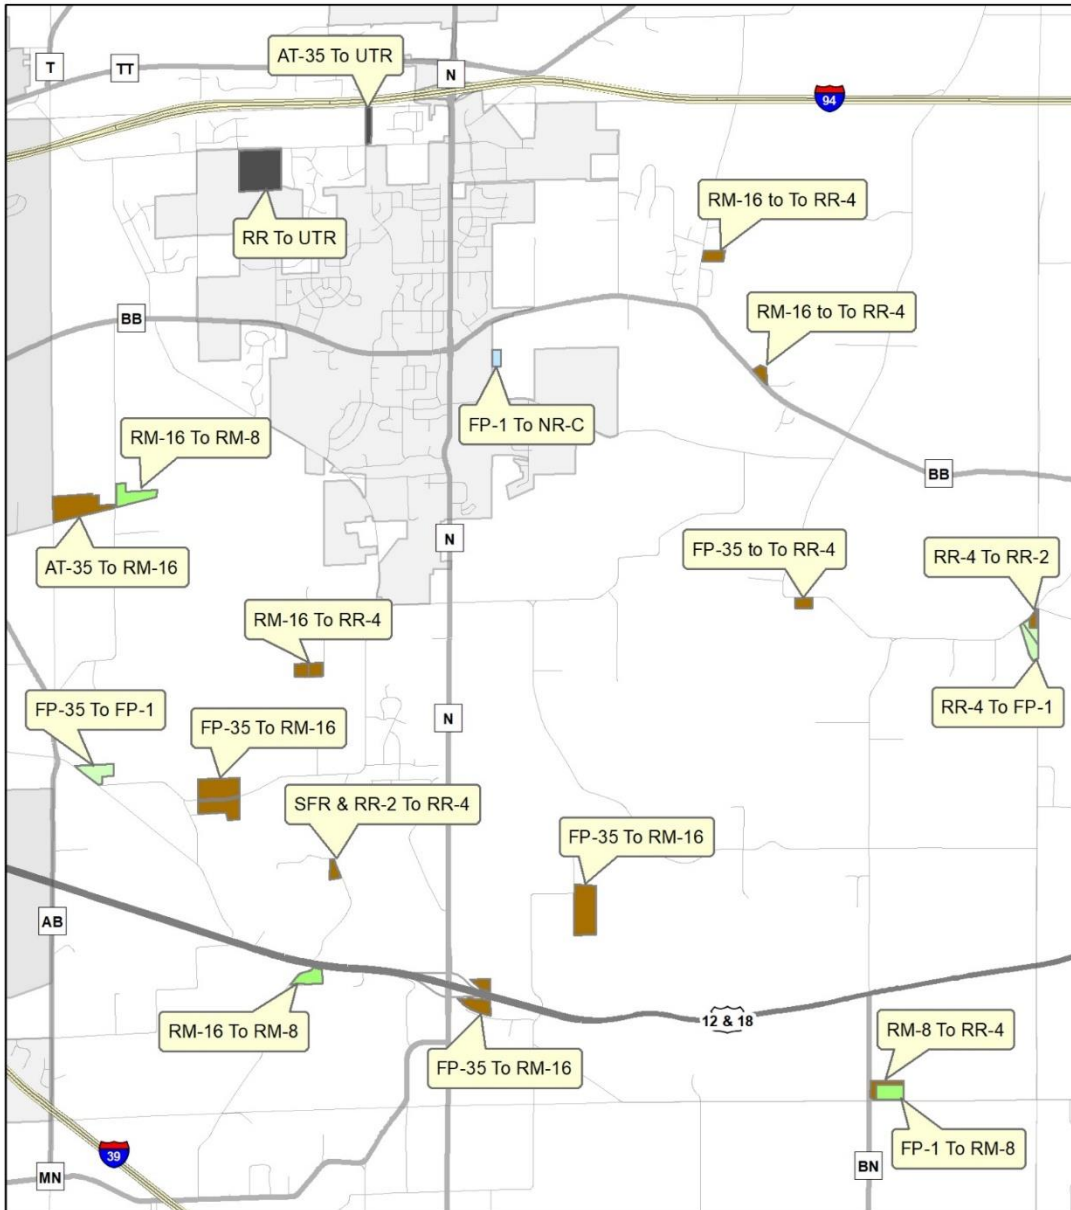 AT-35 To UTR
T
TT
N
94
RR To UTR
RM-16 to To RR-4
BB
RM-16 to To RR-4
FP-1 To NR-C
RM-16 To RM-8
BB
AT-35 To RM-16
N
FP-35 to To RR-4
RR-4 To RR-2
RM-16 To RR-4
FP-35 To FP-1
FP-35 To RM-16
N
RR-4 To FP-1
SFR & RR-2 To RR-4
FP-35 To RM-16
AB
RM-16 To RM-8
12 & 18
RM-8 To RR-4
FP-35 To RM-16
39
MN
BN
FP-1 To RM-8